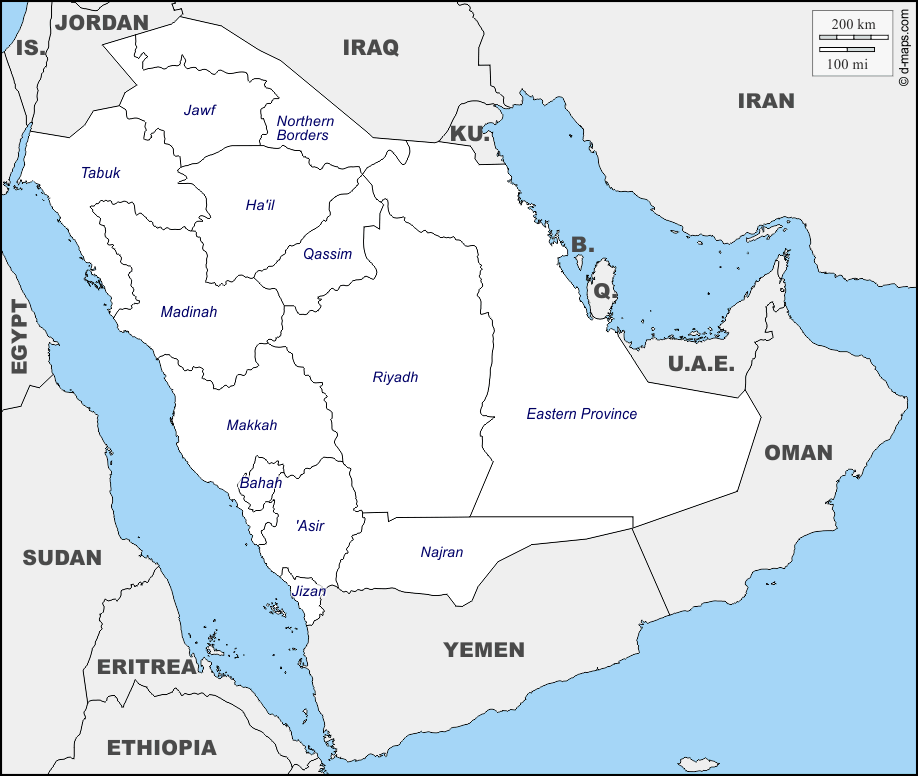 JORDAN
200 km
100 mi
© d-maps.com
IS.
IRAQ
IRAN
Jawf
Northern
Borders
KU.
Tabuk
Ha'il
B.
Qassim
Q.
Madinah
EGYPT
U.A.E.
Riyadh
Eastern Province
Makkah
OMAN
Bahah
'Asir
Najran
SUDAN
Jizan
YEMEN
ERITREA
ETHIOPIA